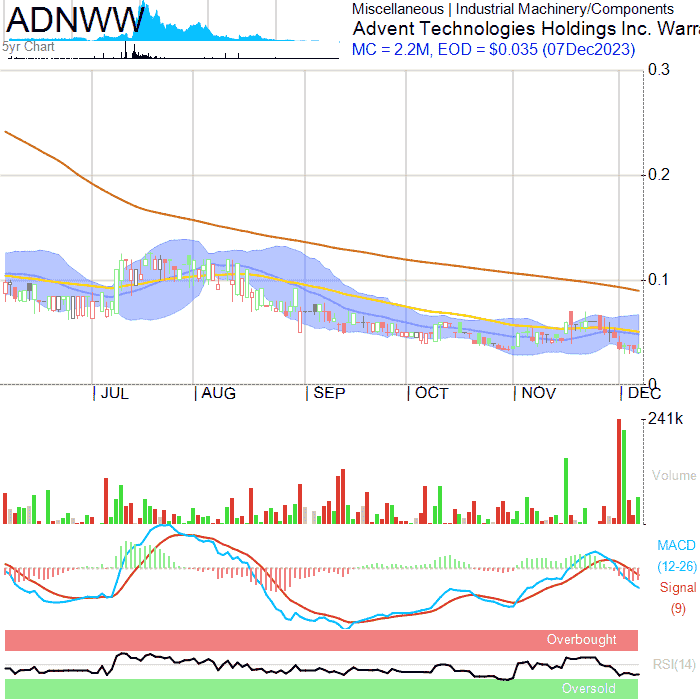 ADNWW
5yr Chart
Miscellaneous | Industrial Machinery/Components
Advent Technologies Holdings Inc. Warra
MC = 2.2M, EOD = $0.035 (07Dec2023)
0.3
0.2
0.1
0
JUL AUG SEP OCT NOV DEC
241k
Volume
MACD
(12-26)
Signal
(9)
Overbought
RSI(14)
Oversold